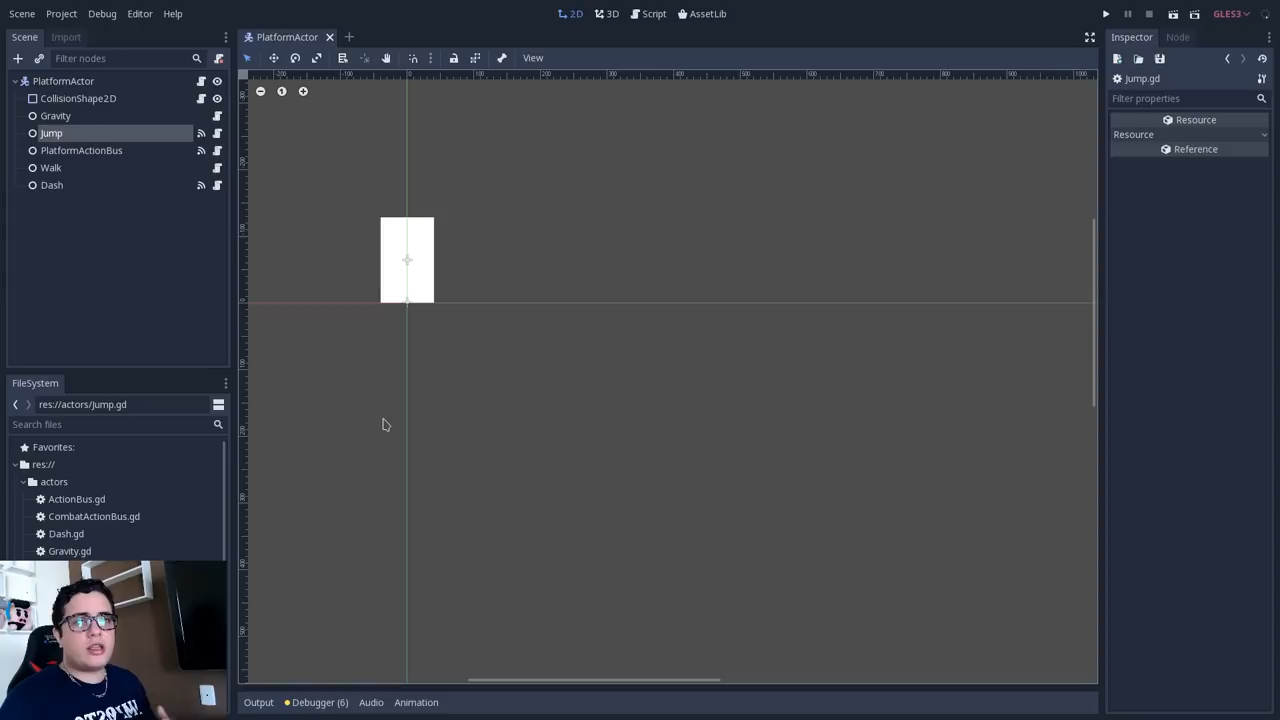 Scene Project Debug Editor Help
2D 3D Script AssetLib
GLES3
Scene Import
Filter nodes
PlatformActor
CollisionShape2D
Gravity
Jump
PlatformActionBus
Walk
Dash
FileSystem
res://actors/Jump.gd
Search files
Favorites:
res://
actors
ActionBus.gd
CombatActionBus.gd
Dash.gd
Gravity.gd
PlatformActor
View
Output Debugger (6) Audio Animation
Inspector Node
Jump.gd
Filter properties
Resource
Resource
Reference